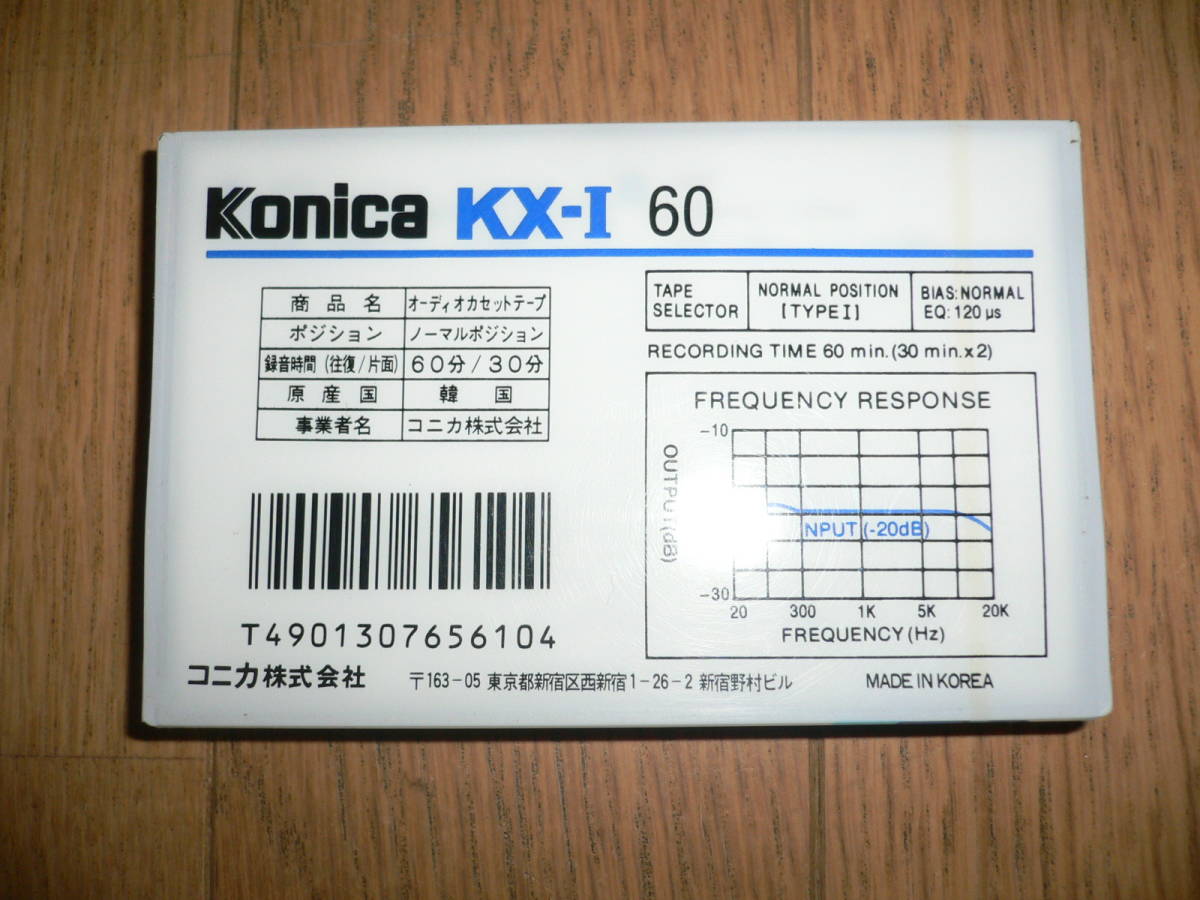 Konica KX-I 60
商品名 オーディオカセットテープ
ポジション ノーマルポジション
録音時間(往復/片面) 60分/30分
原産国 韓国
事業者名 コニカ株式会社
TAPE SELECTOR NORMAL POSITION [TYPE I] BIAS:NORMAL EQ:120 µs
RECORDING TIME 60 min.(30 min.x2)
FREQUENCY RESPONSE
-10
OUTPUT(dB)
NPUT (-20dB)
-30
20 300 1K 5K 20K
FREQUENCY(Hz)
T4901307656104
コニカ株式会社 〒163-05 東京都新宿区西新宿1-26-2 新宿野村ビル MADE IN KOREA